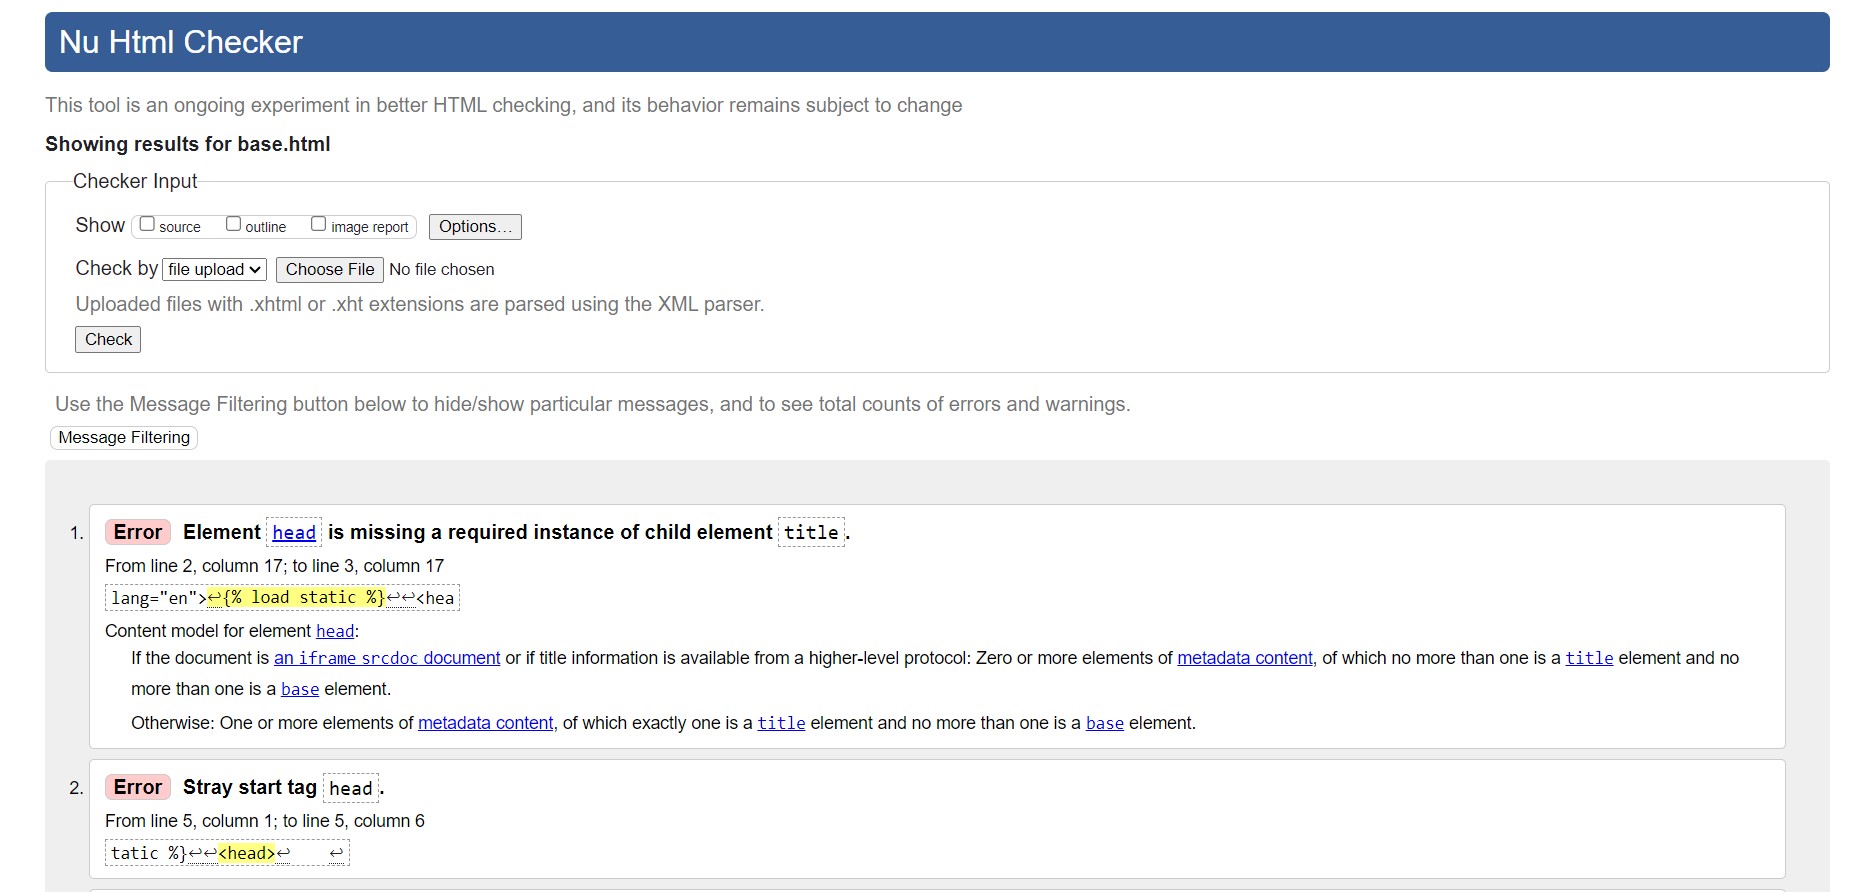 Nu Html Checker
This tool is an ongoing experiment in better HTML checking, and its behavior remains subject to change
Showing results for base.html
Checker Input
Show source outline image report Options...
Check by file upload Choose File No file chosen
Uploaded files with .xhtml or .xht extensions are parsed using the XML parser.
Check
Use the Message Filtering button below to hide/show particular messages, and to see total counts of errors and warnings.
Message Filtering
1. Error Element head is missing a required instance of child element title.
From line 2, column 17; to line 3, column 17
lang="en">↩{% load static %}↩↩<hea
Content model for element head:
If the document is an iframe srcdoc document or if title information is available from a higher-level protocol: Zero or more elements of metadata content, of which no more than one is a title element and no
more than one is a base element.
Otherwise: One or more elements of metadata content, of which exactly one is a title element and no more than one is a base element.
2. Error Stray start tag head.
From line 5, column 1; to line 5, column 6
tatic %}↩↩<head>↩    ↩